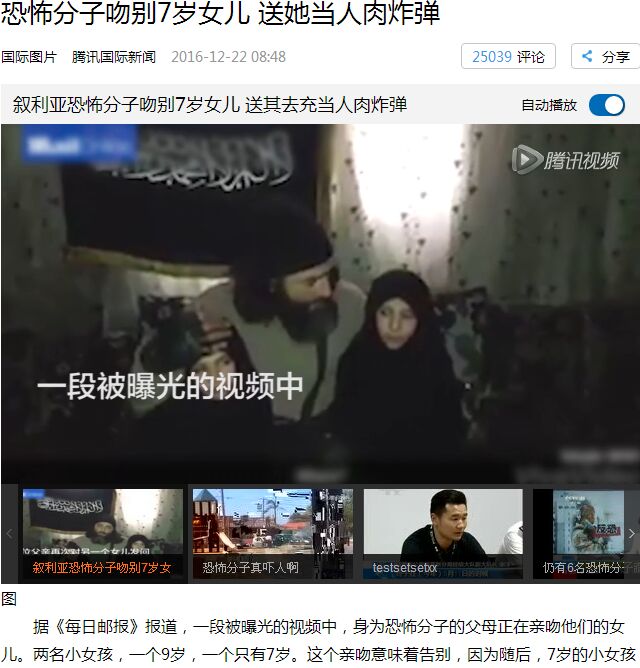 恐怖分子吻别7岁女儿 送她当人肉炸弹
国际图片 腾讯国际新闻 2016-12-22 08:48 25039 评论 分享
叙利亚恐怖分子吻别7岁女儿 送其去充当人肉炸弹 自动播放
腾讯视频
一段被曝光的视频中
叙利亚恐怖分子吻别7岁女
恐怖分子真吓人啊
testsetsetxx
仍有6名恐怖分子
图
据《每日邮报》报道，一段被曝光的视频中，身为恐怖分子的父母正在亲吻他们的女
儿。两名小女孩，一个9岁，一个只有7岁。这个亲吻意味着告别，因为随后，7岁的小女孩